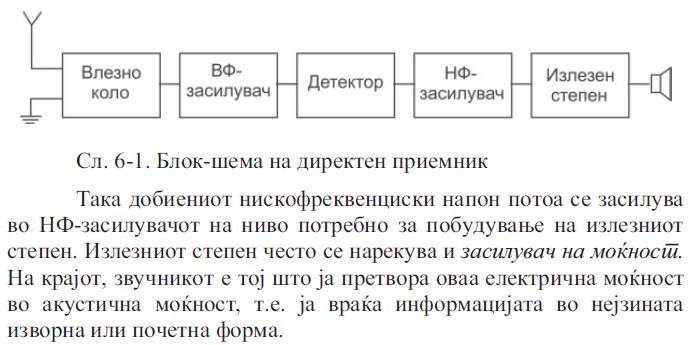 Влезно
коло
ВФ-
засилувач
Детектор
НФ-
засилувач
Излезен
степен
Сл. 6-1. Блок-шема на директен приемник
Така добиениот нискофреквенциски напон потоа се засилува
во НФ-засилувачот на ниво потребно за побудување на излезниот
степен. Излезниот степен често се нарекува и засилувач на моќност.
На крајот, звучникот е тој што ја претвора оваа електрична моќност
во акустична моќност, т.е. ја враќа информацијата во нејзината
изворна или почетна форма.